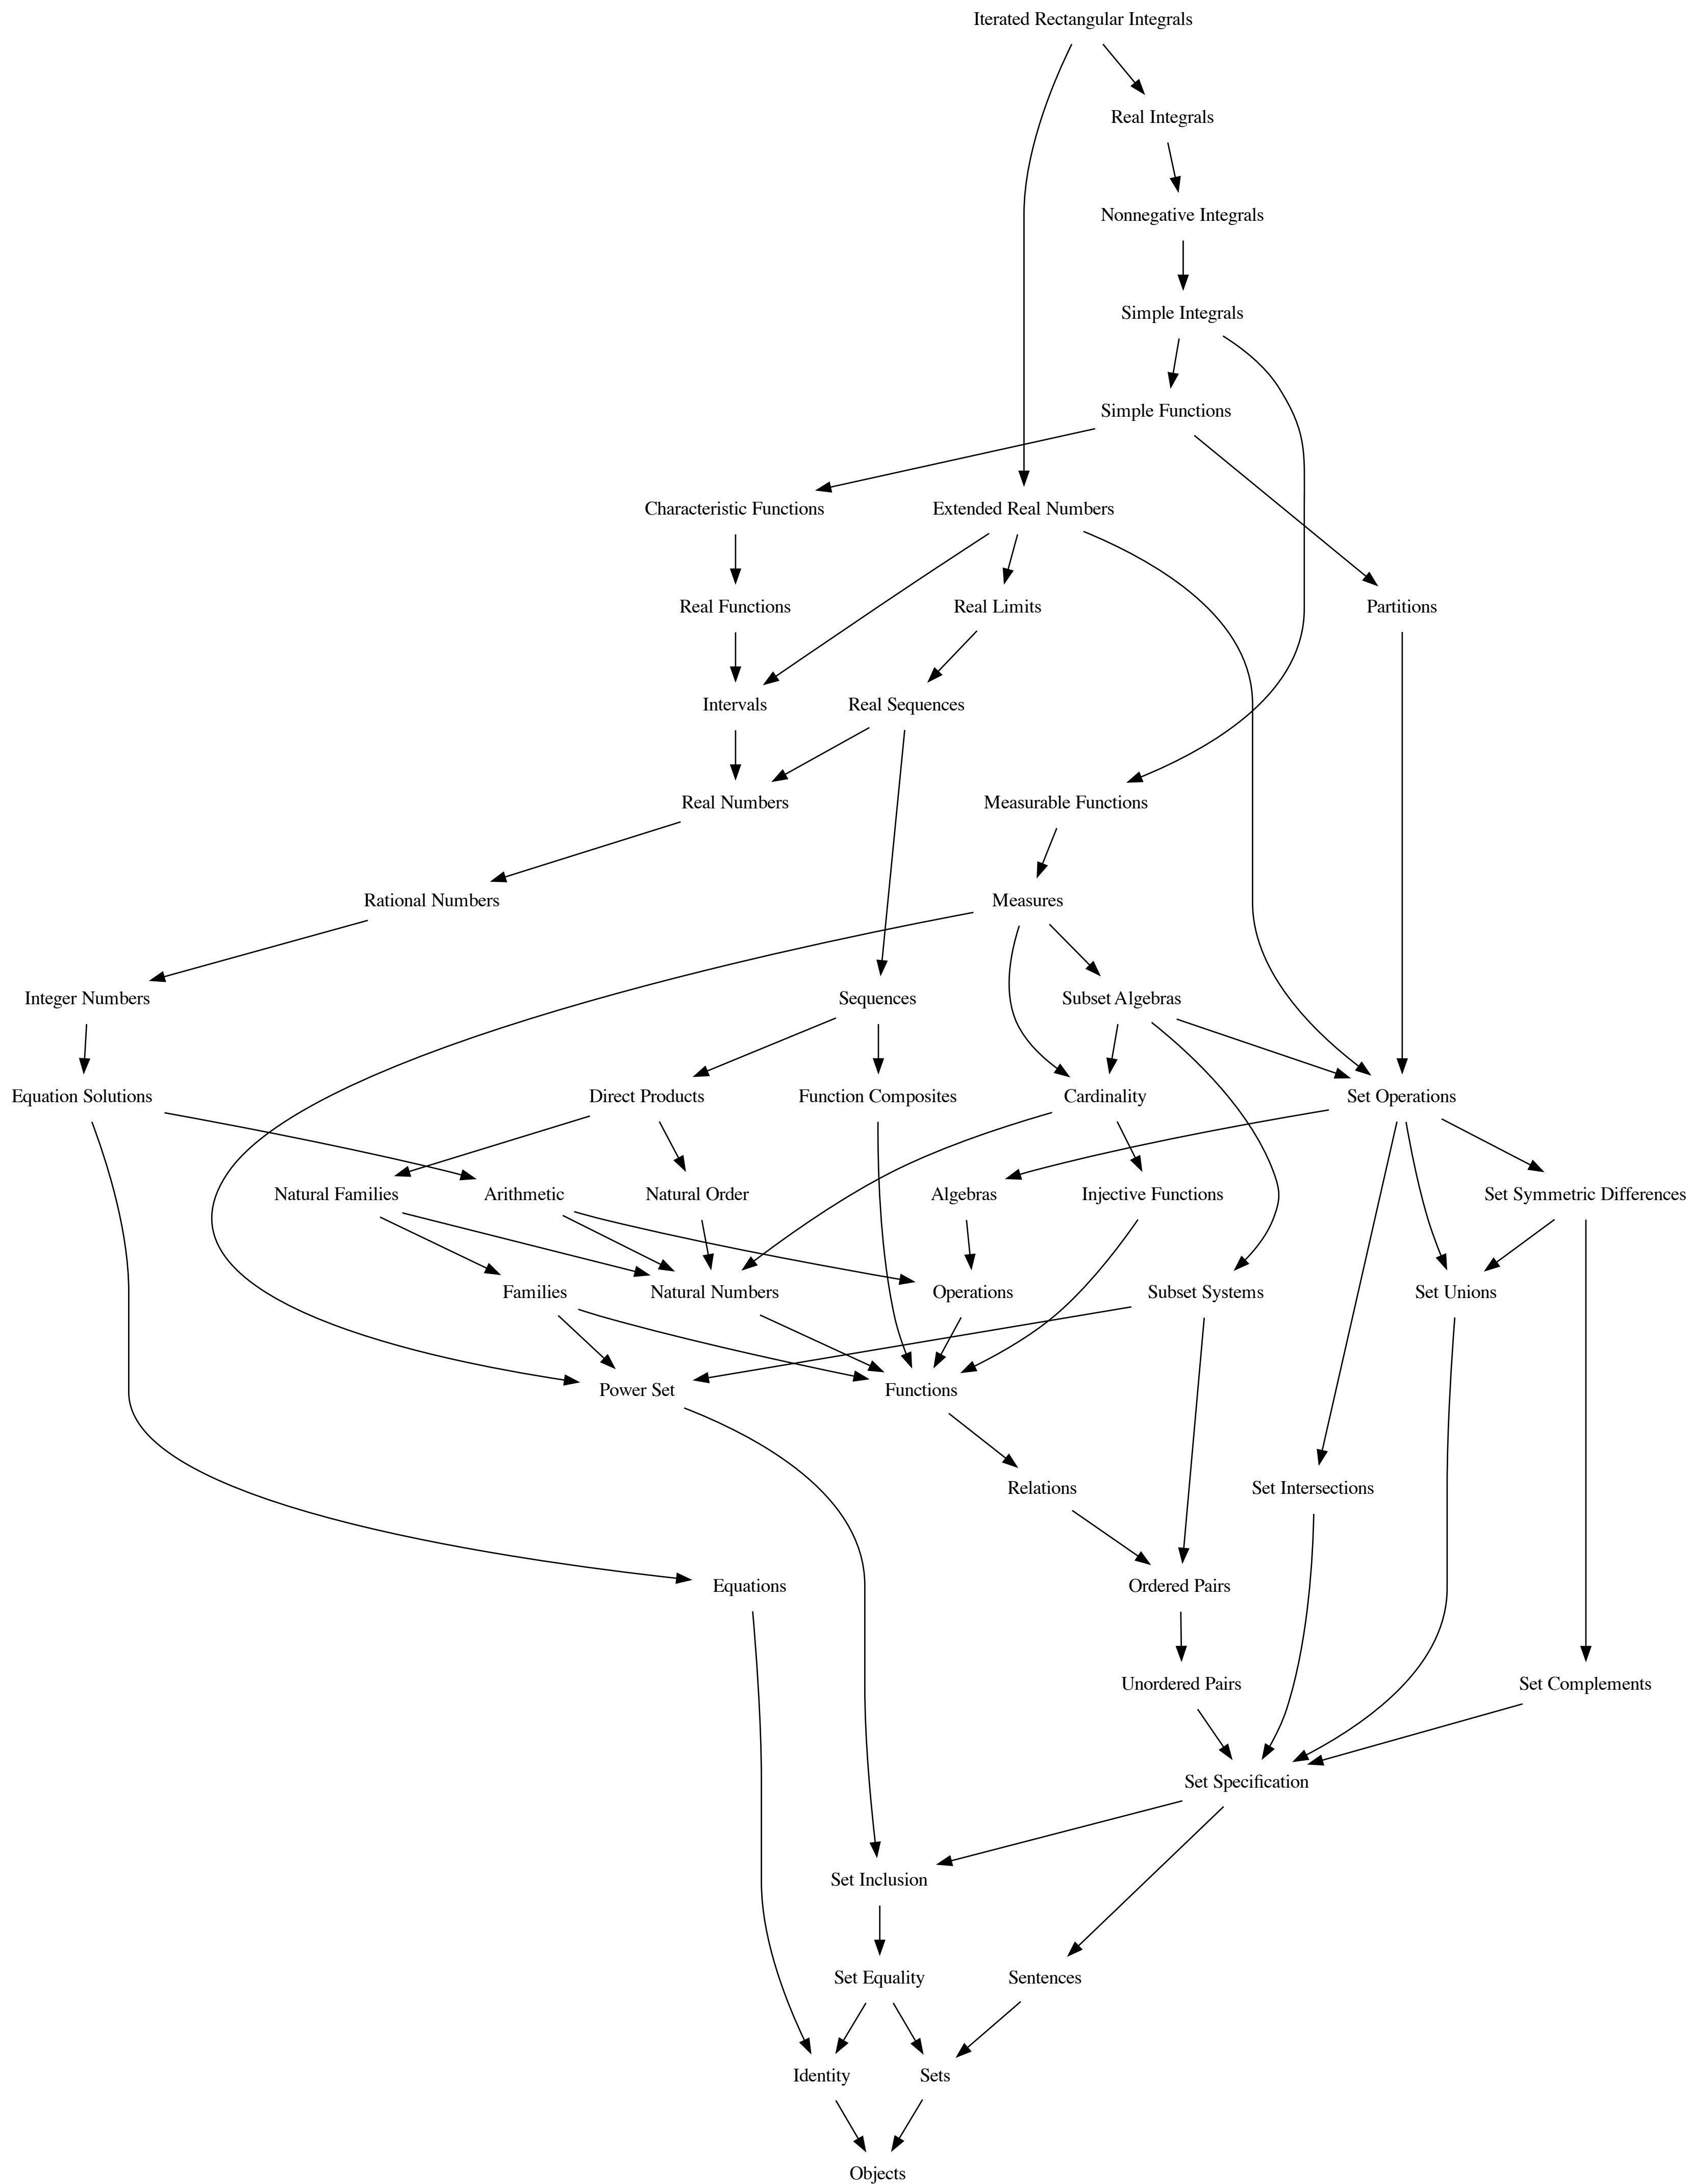 Iterated Rectangular Integrals
Real Integrals
Nonnegative Integrals
Simple Integrals
Simple Functions
Characteristic Functions
Extended Real Numbers
Real Functions
Real Limits
Partitions
Intervals
Real Sequences
Real Numbers
Measurable Functions
Rational Numbers
Measures
Integer Numbers
Sequences
Subset Algebras
Equation Solutions
Direct Products
Function Composites
Cardinality
Set Operations
Natural Families
Arithmetic
Natural Order
Algebras
Injective Functions
Set Symmetric Differences
Families
Natural Numbers
Operations
Subset Systems
Set Unions
Power Set
Functions
Relations
Set Intersections
Equations
Ordered Pairs
Unordered Pairs
Set Complements
Set Specification
Set Inclusion
Set Equality
Sentences
Identity
Sets
Objects